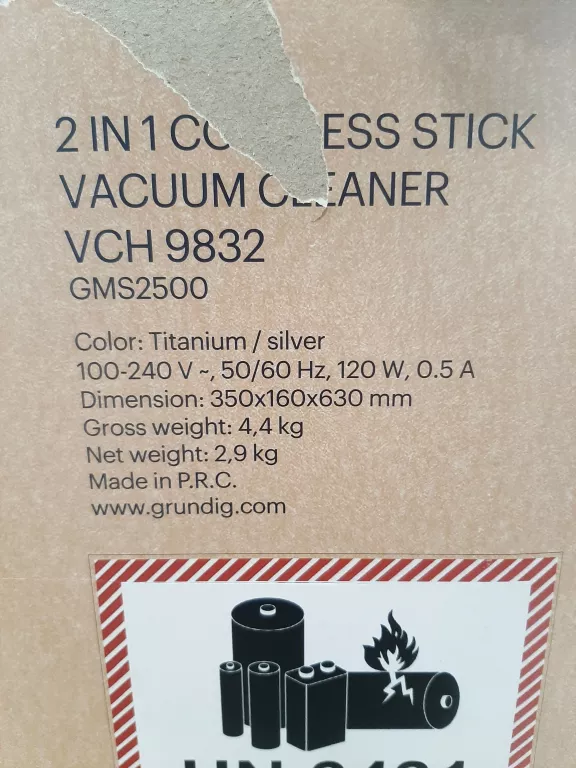 2 IN 1 CO ESS STICK
VACUUM CLEANER
VCH 9832
GMS2500
Color: Titanium / silver
100-240 V ~, 50/60 Hz, 120 W, 0.5 A
Dimension: 350x160x630 mm
Gross weight: 4,4 kg
Net weight: 2,9 kg
Made in P.R.C.
www.grundig.com